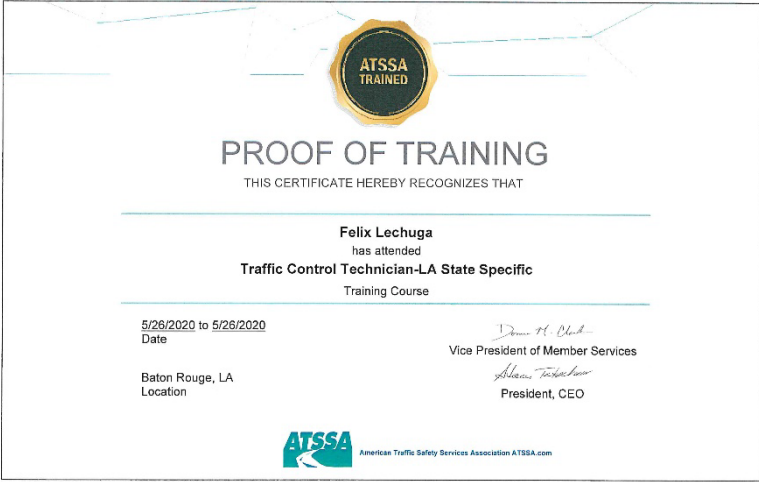 ATSSA
TRAINED
PROOF OF TRAINING
THIS CERTIFICATE HEREBY RECOGNIZES THAT
Felix Lechuga
has attended
Traffic Control Technician-LA State Specific
Training Course
5/26/2020 to 5/26/2020
Date
Donna M. Clark
Vice President of Member Services
Baton Rouge, LA
Location
President, CEO
ATSSA
American Traffic Safety Services Association ATSSA.com